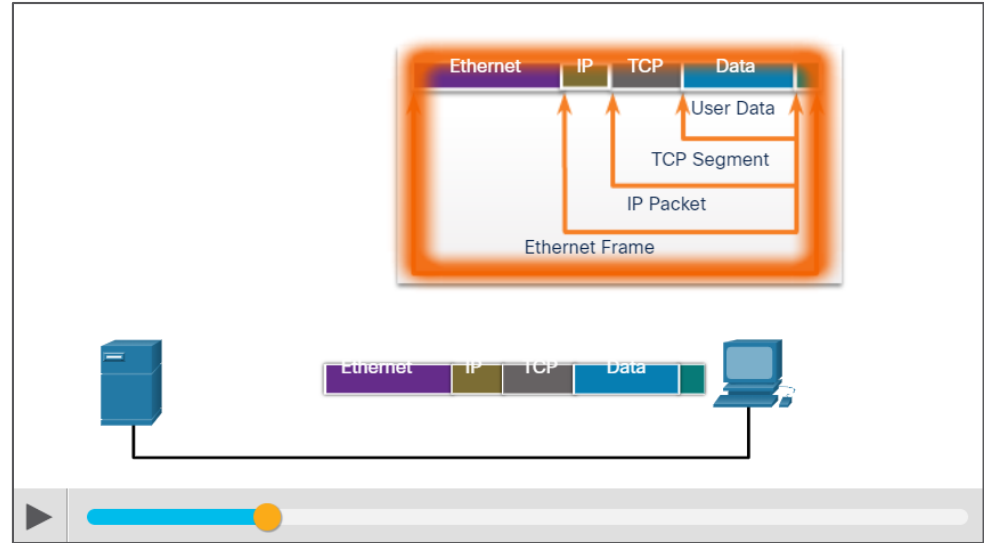 Ethernet IP TCP Data
User Data
TCP Segment
IP Packet
Ethernet Frame
Ethernet IP TCP Data